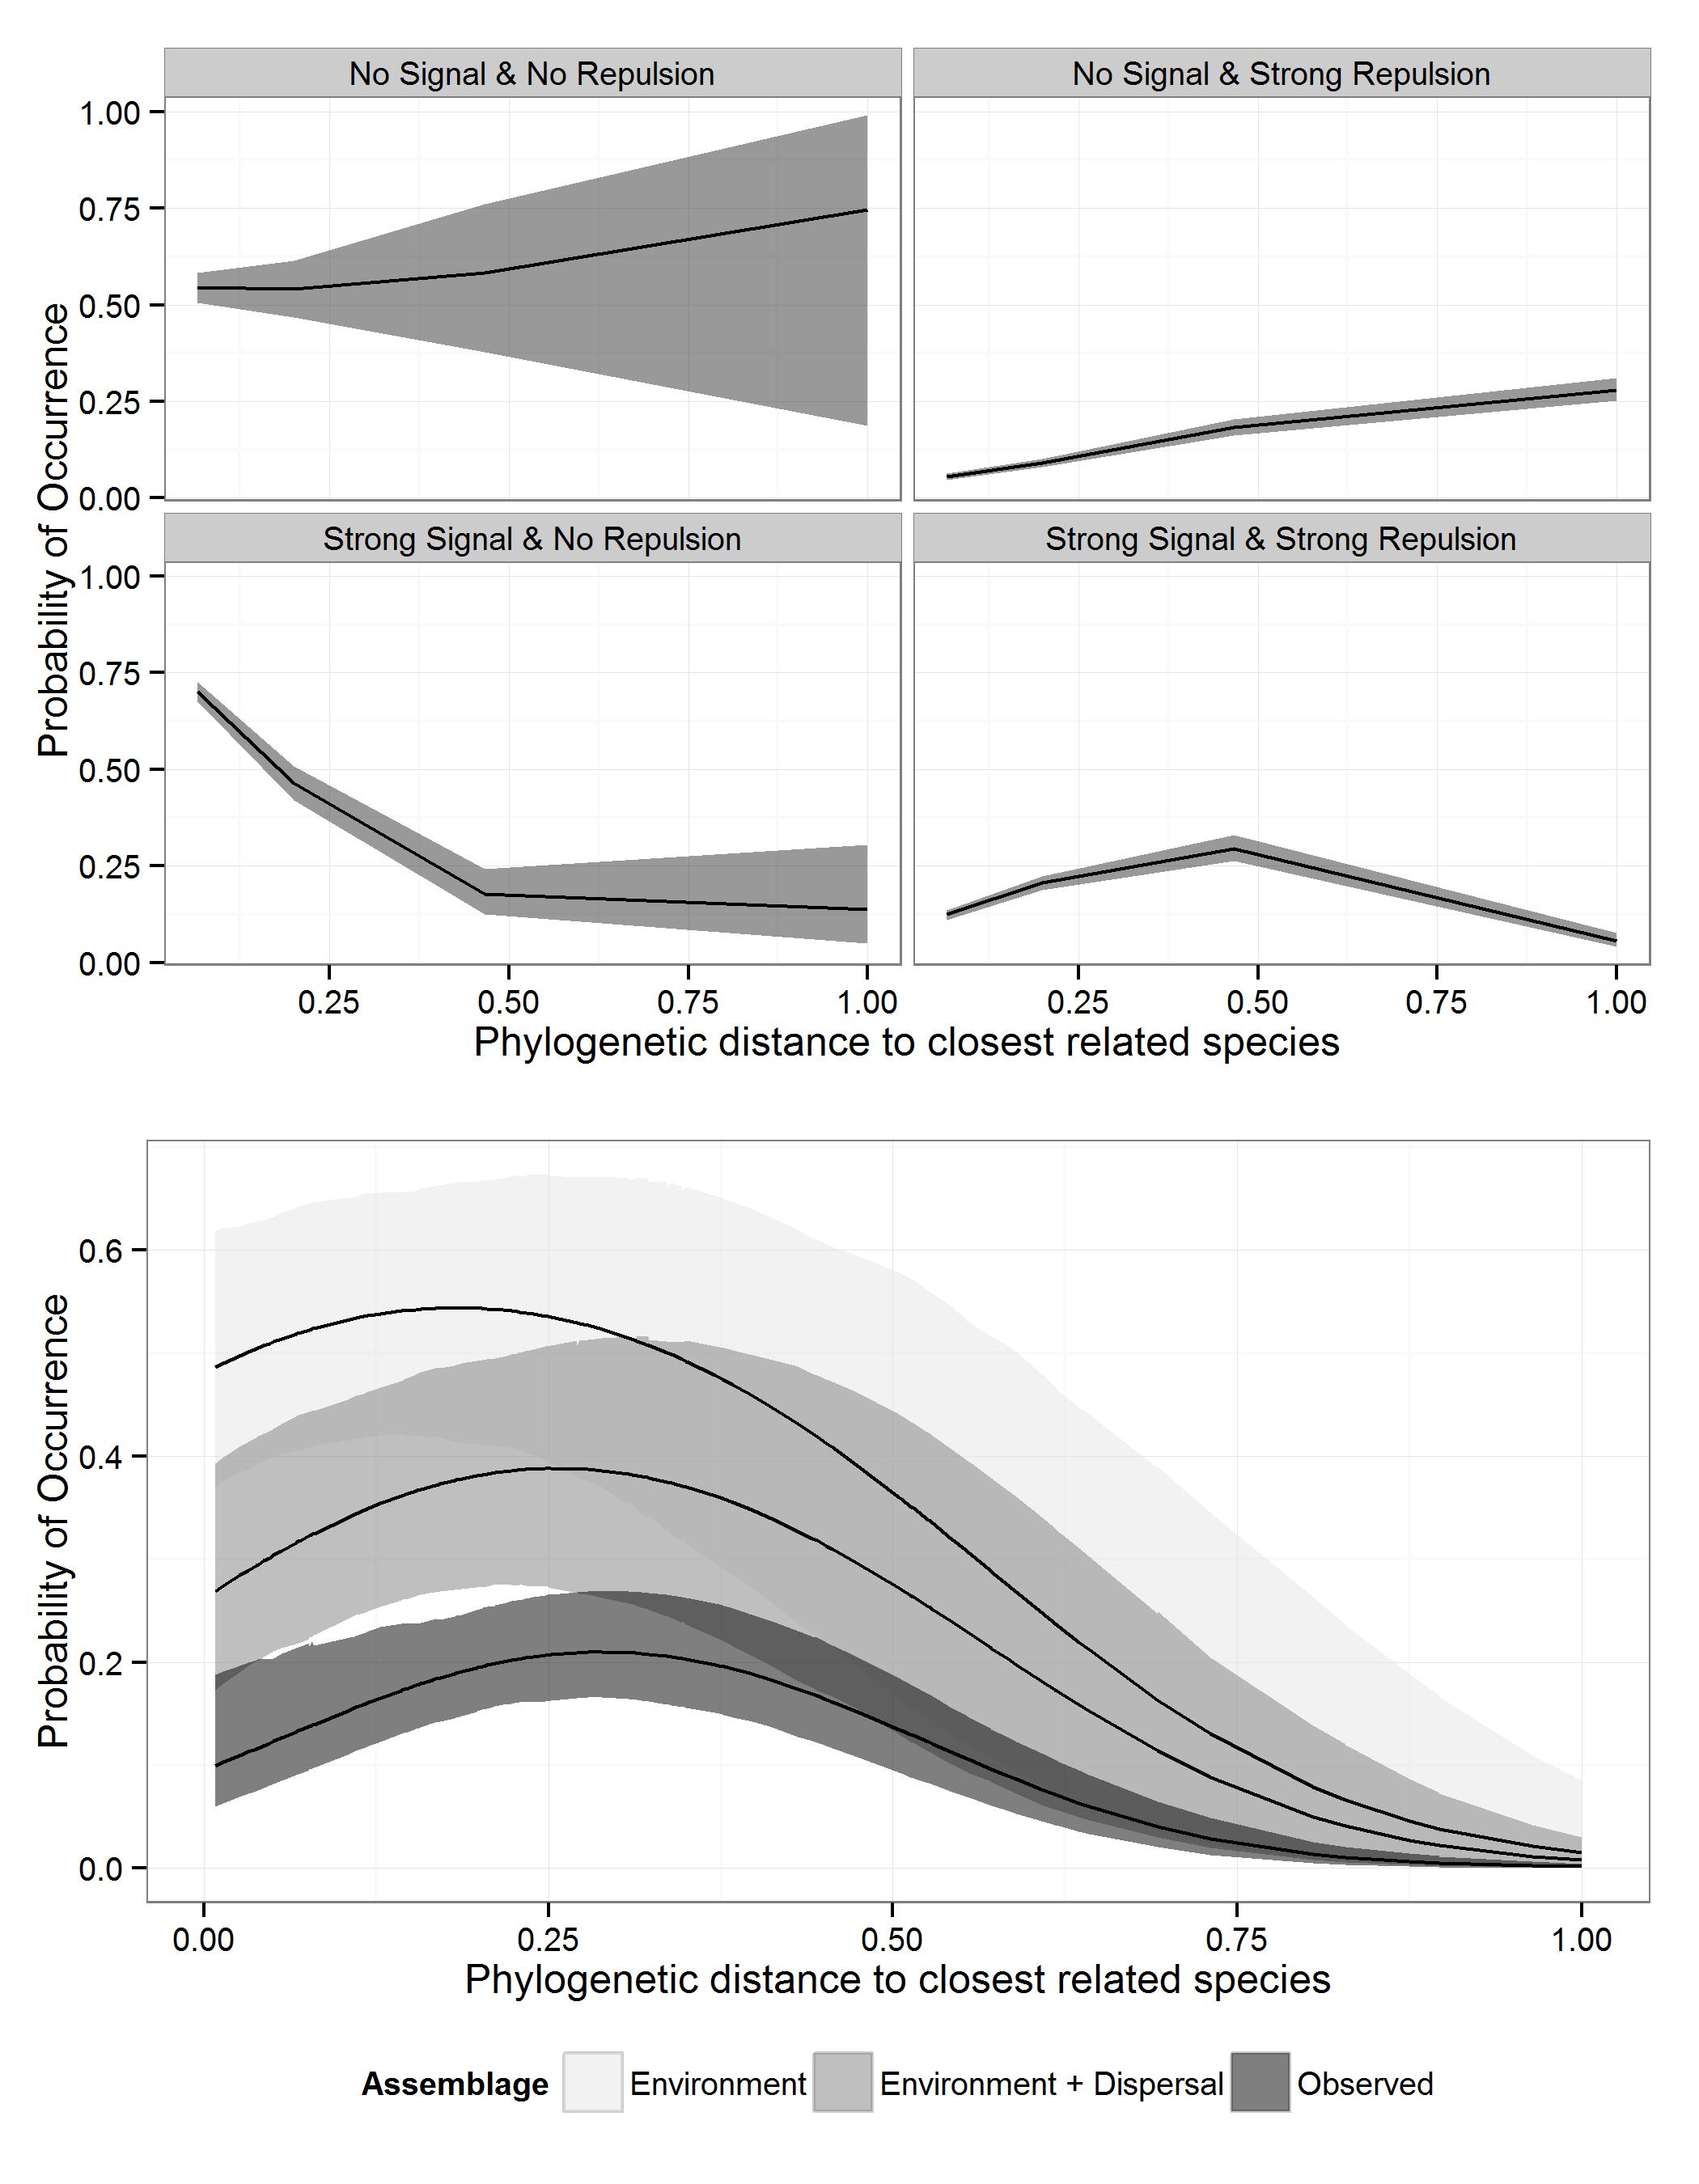 No Signal & No Repulsion
No Signal & Strong Repulsion
1.00
0.75
0.50
0.25
0.00
Strong Signal & No Repulsion
Strong Signal & Strong Repulsion
1.00
0.75
0.50
0.25
0.00
Probability of Occurrence
0.25 0.50 0.75 1.00 0.25 0.50 0.75 1.00
Phylogenetic distance to closest related species
0.6
0.4
0.2
0.0
Probability of Occurrence
0.00 0.25 0.50 0.75 1.00
Phylogenetic distance to closest related species
Assemblage Environment Environment + Dispersal Observed